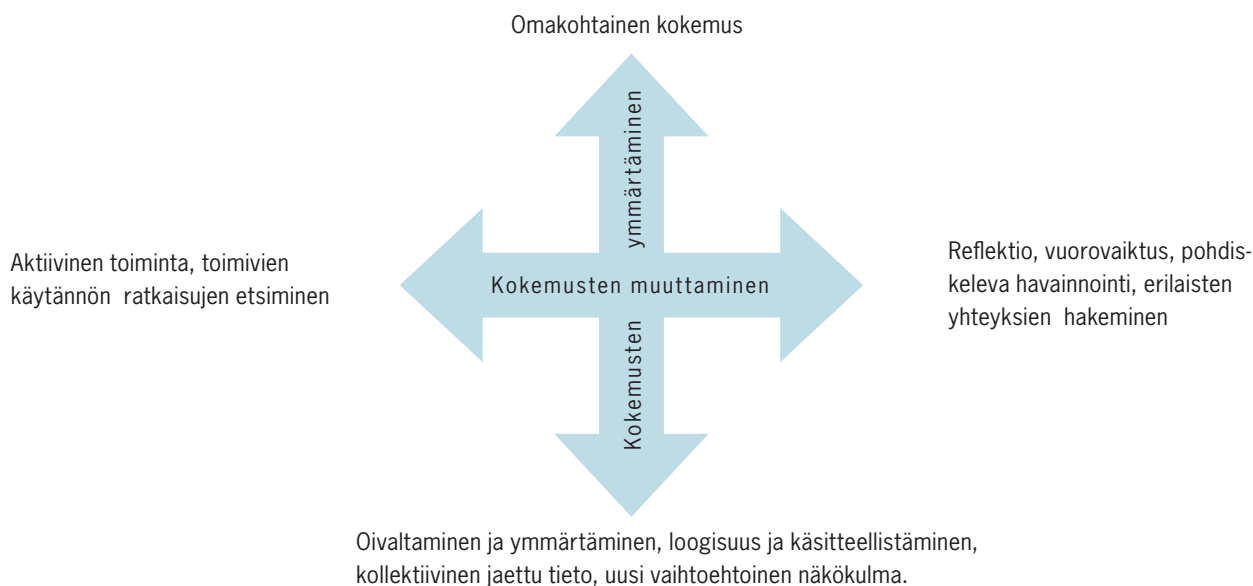 Omakohtainen kokemus
ymmärtäminen
Aktiivinen toiminta, toimivien
käytännön ratkaisujen etsiminen
Kokemusten muuttaminen
Reflektio, vuorovaiktus, pohdis-
keleva havainnointi, erilaisten
yhteyksien hakeminen
Kokemusten
Oivaltaminen ja ymmärtäminen, loogisuus ja käsitteellistäminen,
kollektiivinen jaettu tieto, uusi vaihtoehtoinen näkökulma.